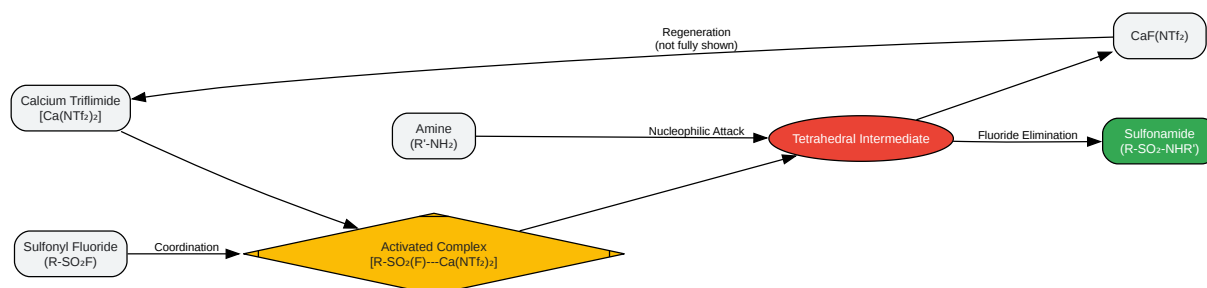 Regeneration
(not fully shown)
CaF(NTf₂)
Calcium Triflimide
[Ca(NTf₂)₂]
Amine
(R'-NH₂)
Nucleophilic Attack
Tetrahedral Intermediate
Fluoride Elimination
Sulfonamide
(R-SO₂-NHR')
Sulfonyl Fluoride
(R-SO₂F)
Coordination
Activated Complex
[R-SO₂(F)---Ca(NTf₂)₂]